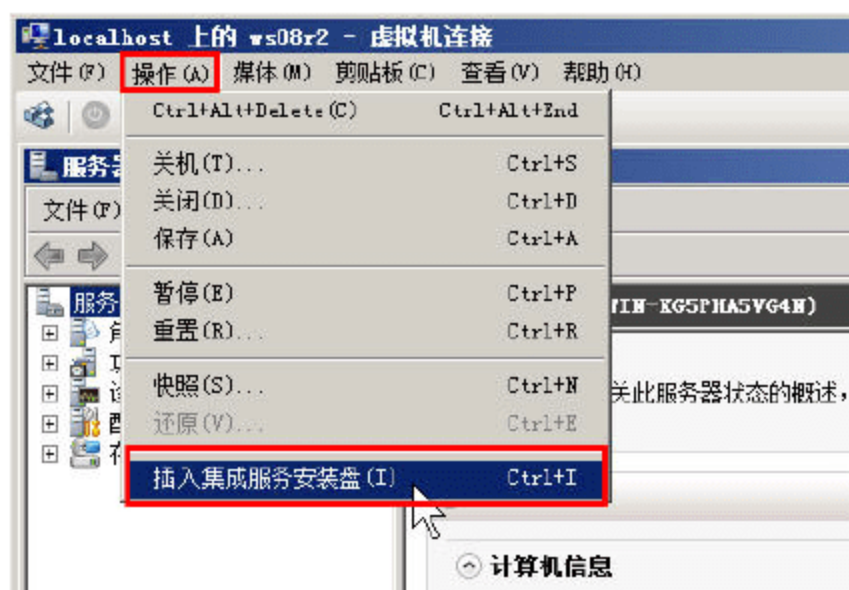 localhost 上的 ws08r2 - 虚拟机连接
文件(F) 操作(A) 媒体(M) 剪贴板(C) 查看(V) 帮助(H)
Ctrl+Alt+Delete(C) Ctrl+Alt+End
服务
关机(T)... Ctrl+S
文件(F)
关闭(D)... Ctrl+D
保存(A) Ctrl+A
服务
暂停(E) Ctrl+P
WIN-KG5PHA5VG4N)
重置(R) Ctrl+R
快照(S)... Ctrl+N
关此服务器状态的概述,
还原(V)... Ctrl+E
插入集成服务安装盘(I) Ctrl+I
计算机信息